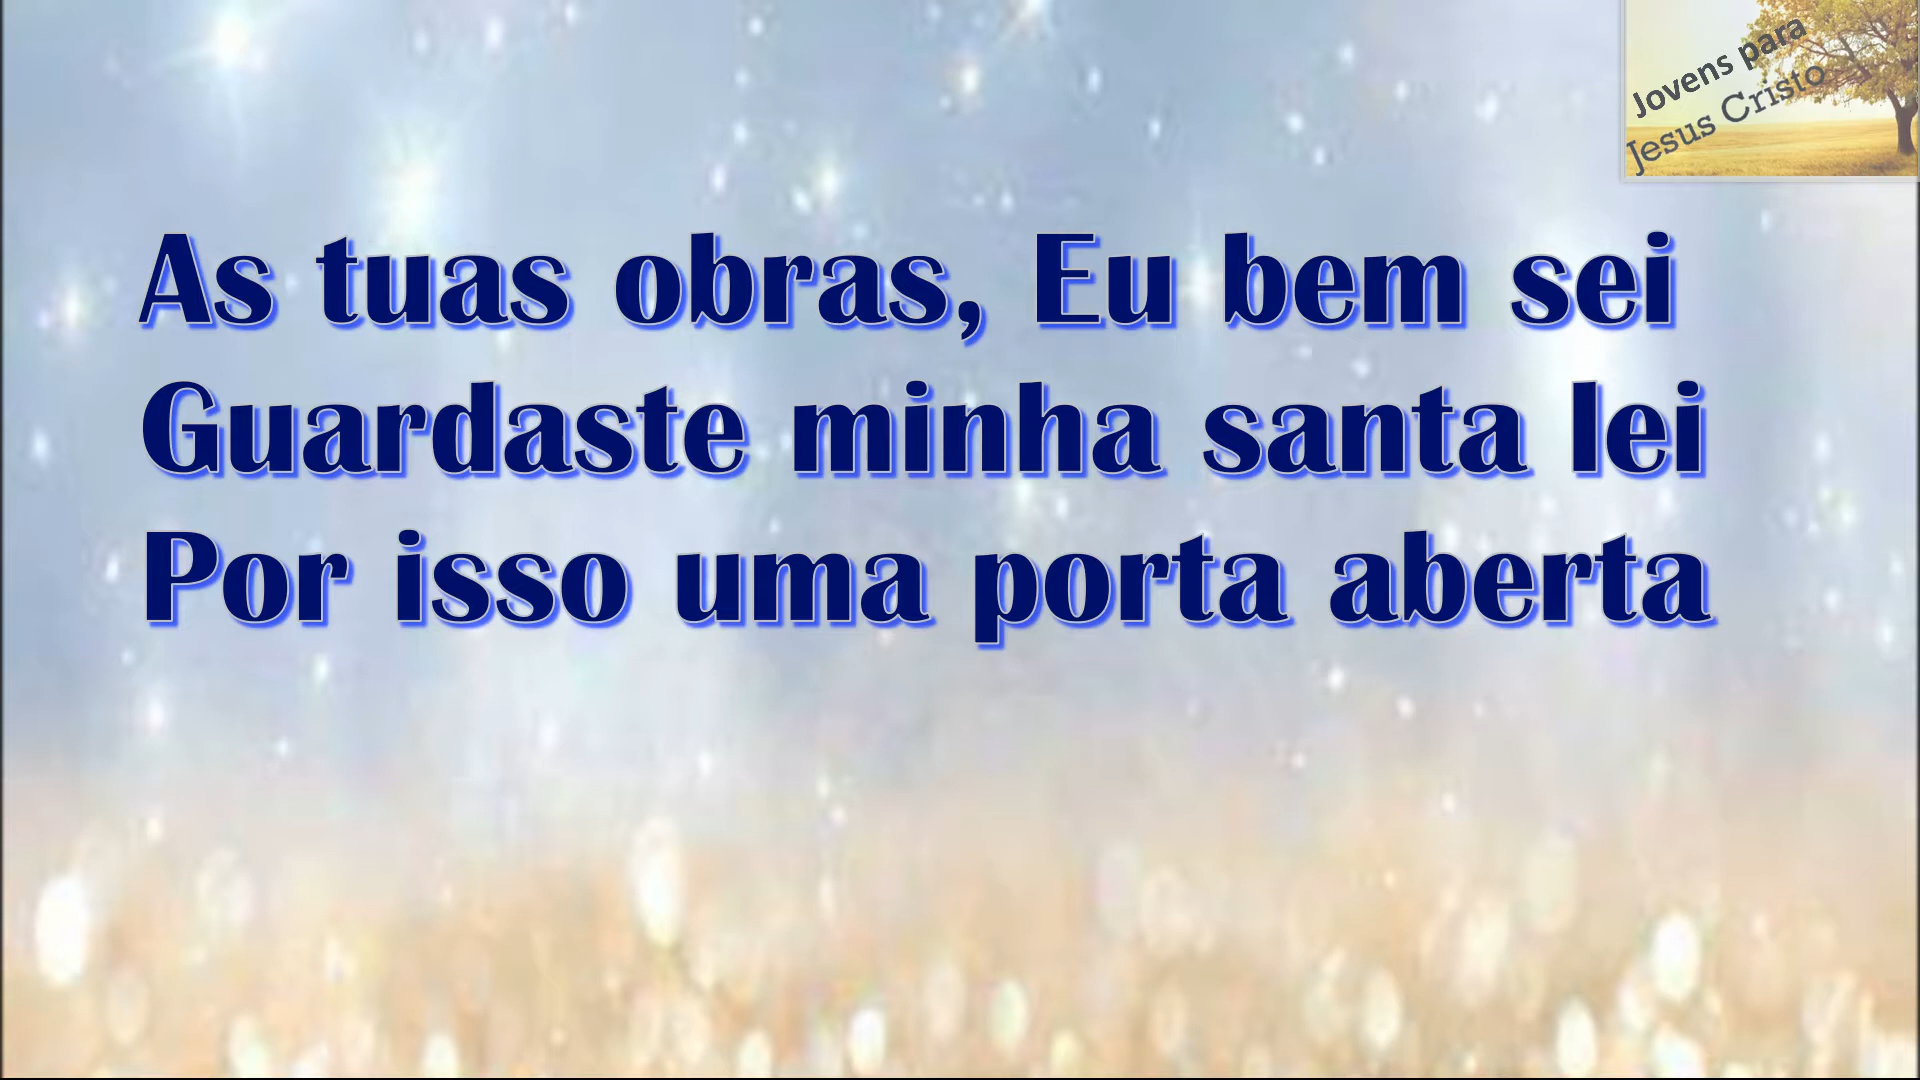 Jovens para
Jesus Cristo
As tuas obras, Eu bem sei
Guardaste minha santa lei
Por isso uma porta aberta